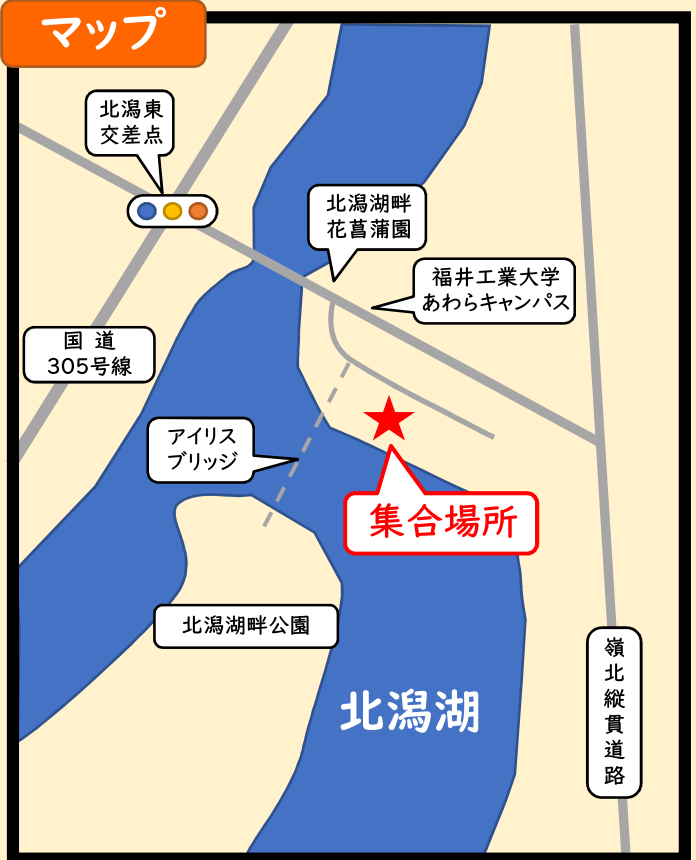 マップ
北潟東
交差点
北潟湖畔
花菖蒲園
福井工業大学
あわらキャンパス
国 道
305号線
アイリス
ブリッジ
集合場所
北潟湖畔公園
北潟湖
嶺北縦貫道路